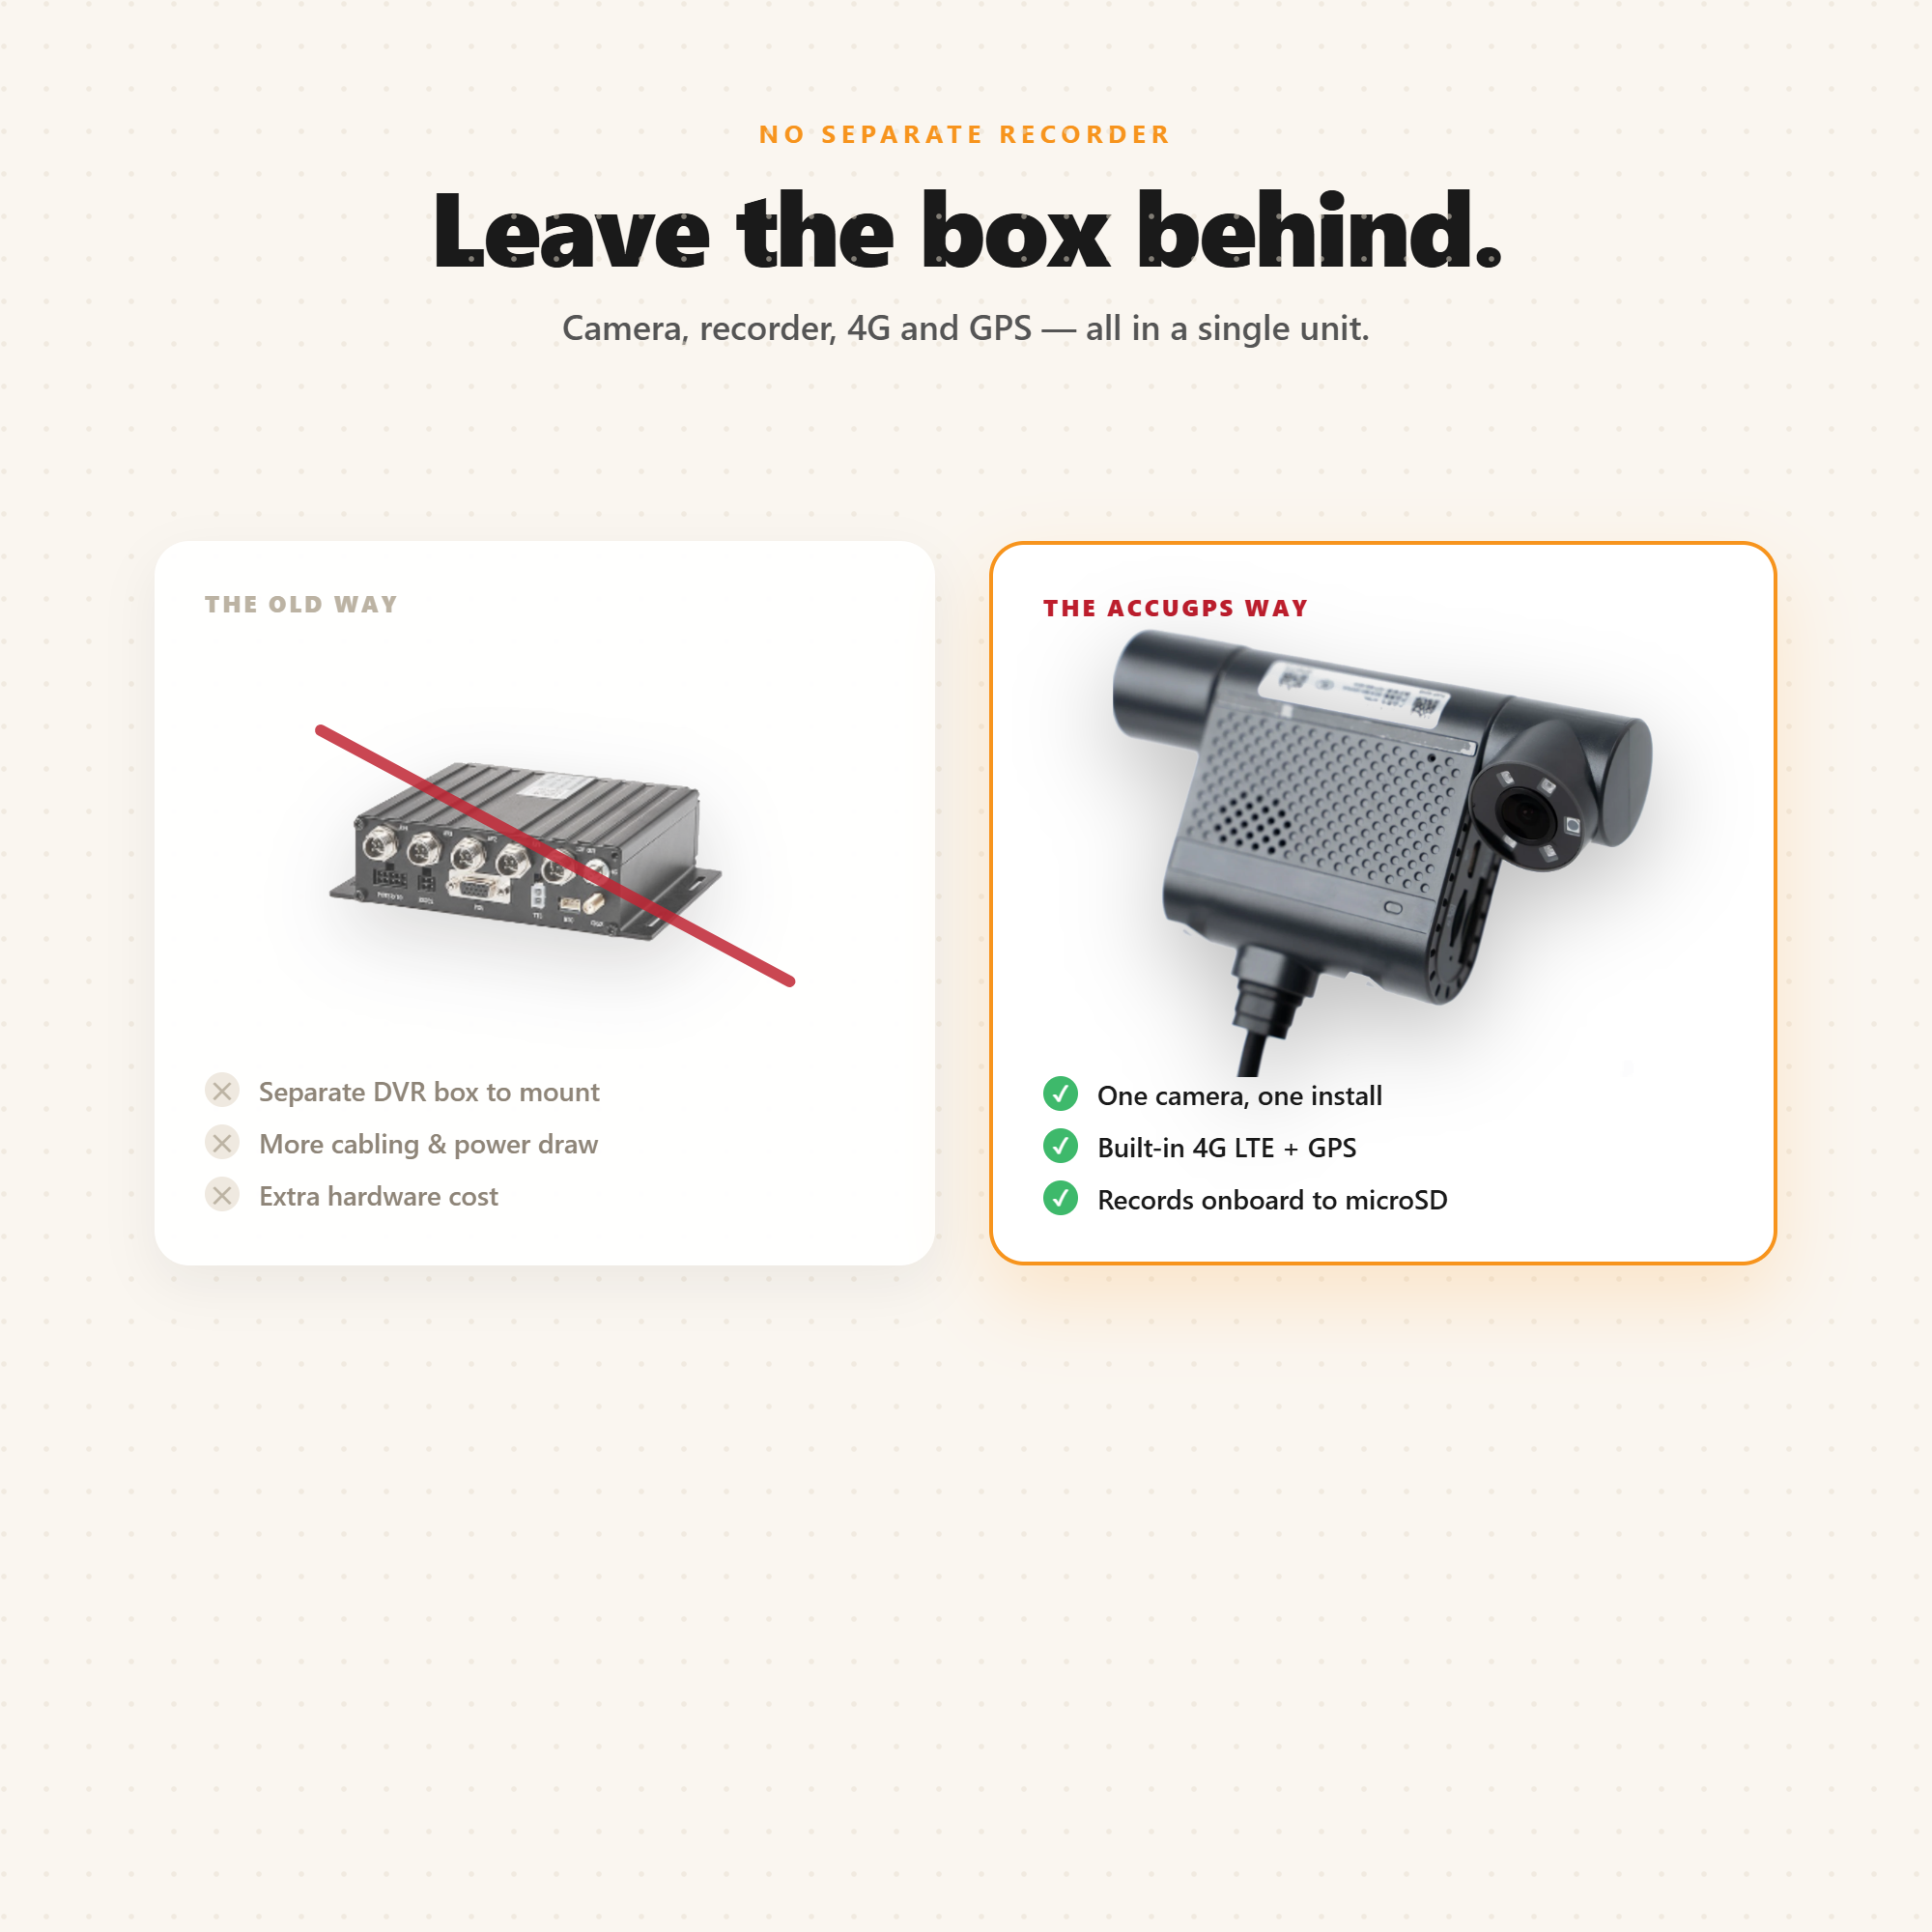 NO SEPARATE RECORDER
Leave the box behind.
Camera, recorder, 4G and GPS — all in a single unit.
THE OLD WAY
Separate DVR box to mount
More cabling & power draw
Extra hardware cost
THE ACCUGPS WAY
One camera, one install
Built-in 4G LTE + GPS
Records onboard to microSD